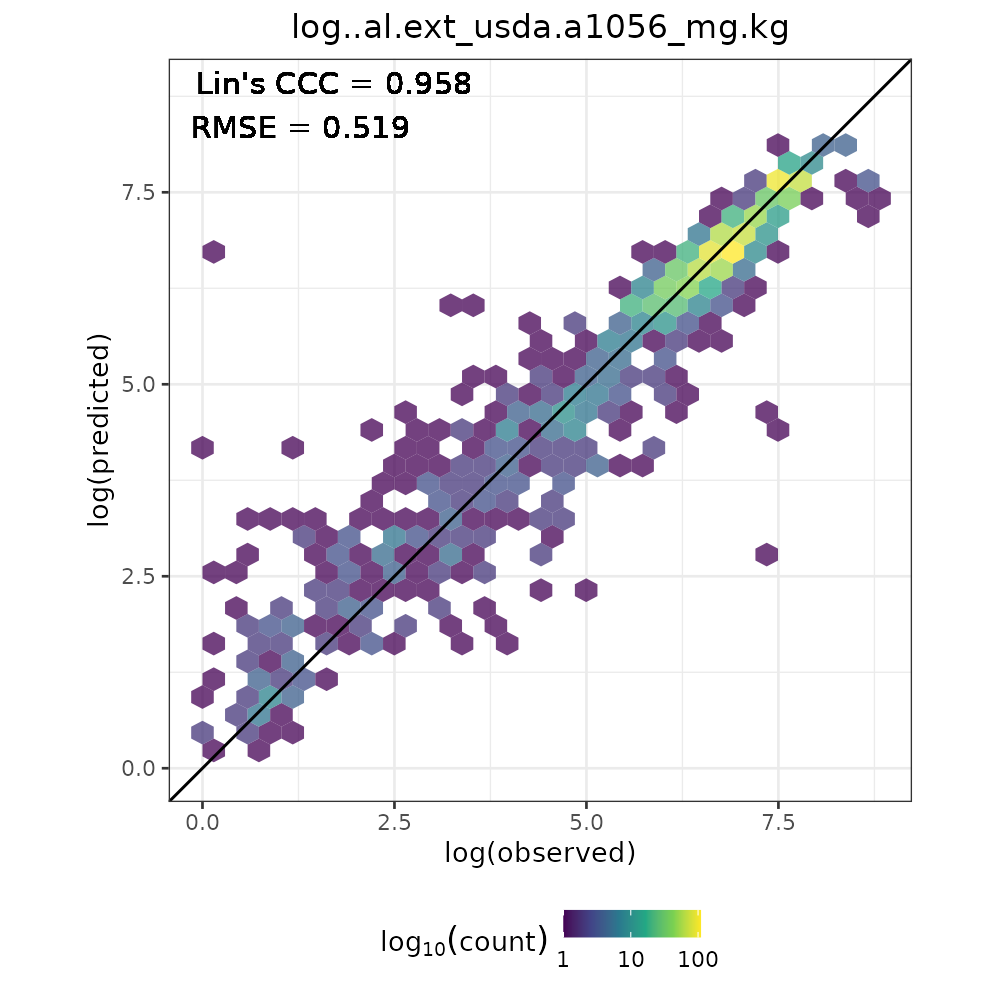 log..al.ext_usda.a1056_mg.kg
Lin's CCC = 0.958
RMSE = 0.519
log(predicted)
7.5
5.0
2.5
0.0
0.0 2.5 5.0 7.5
log(observed)
log₁₀(count)
1 10 100